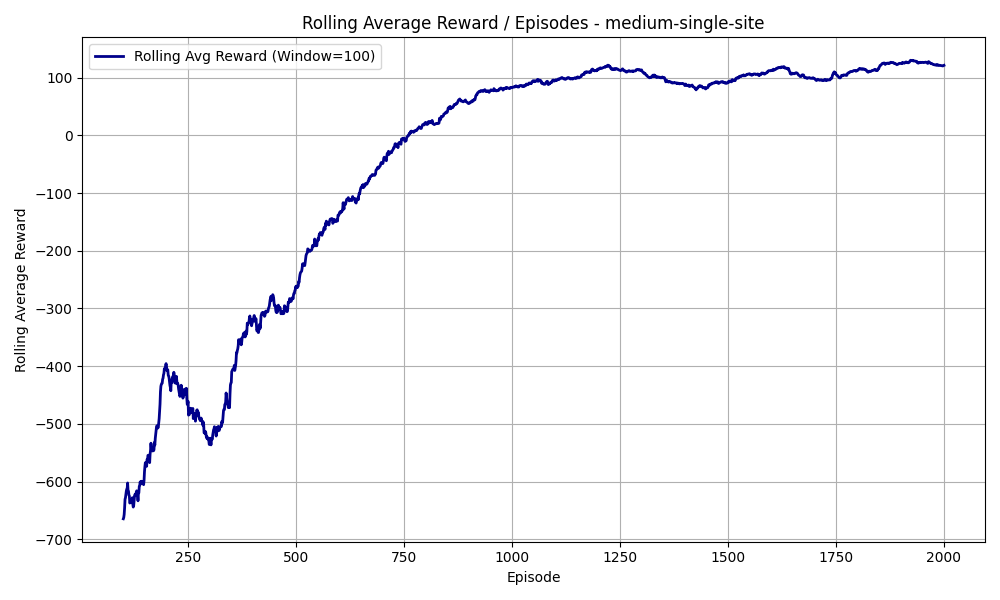 Rolling Average Reward / Episodes - medium-single-site
Rolling Avg Reward (Window=100)
Rolling Average Reward
100
0
−100
−200
−300
−400
−500
−600
−700
250 500 750 1000 1250 1500 1750 2000
Episode